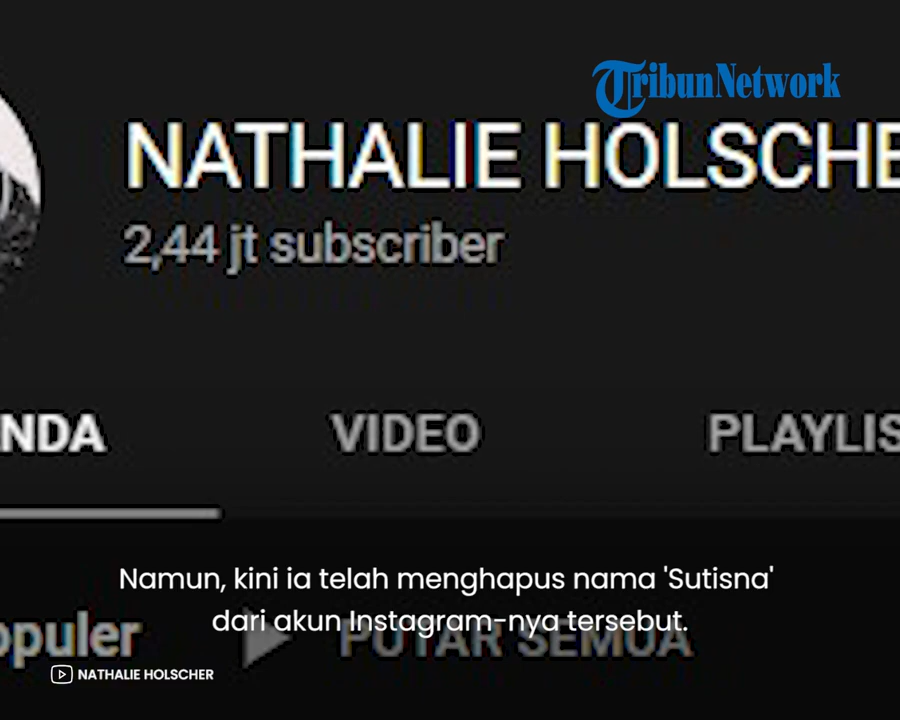 TribunNetwork
NATHALIE HOLSCHE
2,44 jt subscriber
NDA VIDEO PLAYLIS
Namun, kini ia telah menghapus nama 'Sutisna'
dari akun Instagram-nya tersebut.
opuler PUTAR SEMUA
NATHALIE HOLSCHER